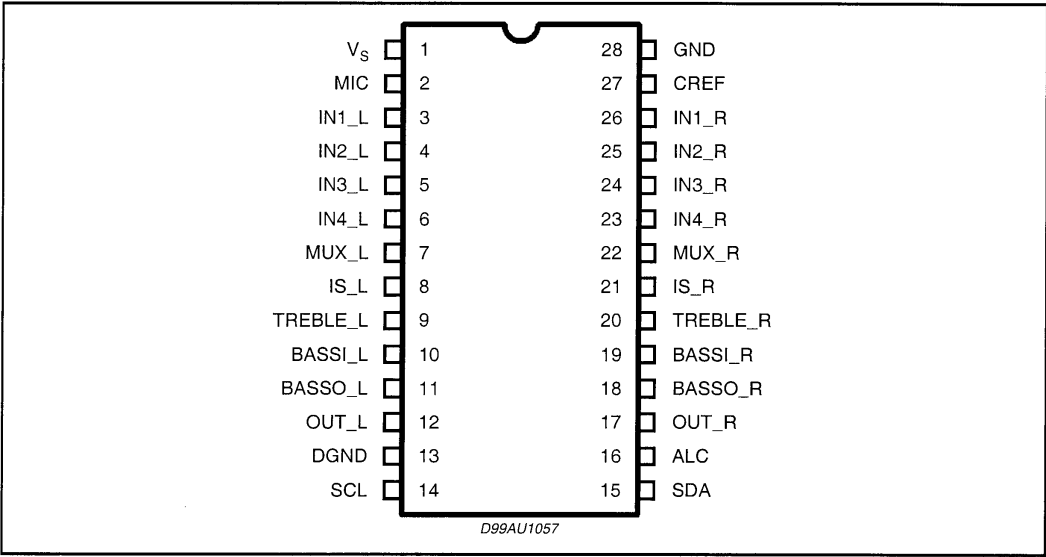 VS 1 28 GND
MIC 2 27 CREF
IN1_L 3 26 IN1_R
IN2_L 4 25 IN2_R
IN3_L 5 24 IN3_R
IN4_L 6 23 IN4_R
MUX_L 7 22 MUX_R
IS_L 8 21 IS_R
TREBLE_L 9 20 TREBLE_R
BASSI_L 10 19 BASSI_R
BASSO_L 11 18 BASSO_R
OUT_L 12 17 OUT_R
DGND 13 16 ALC
SCL 14 15 SDA
D99AU1057